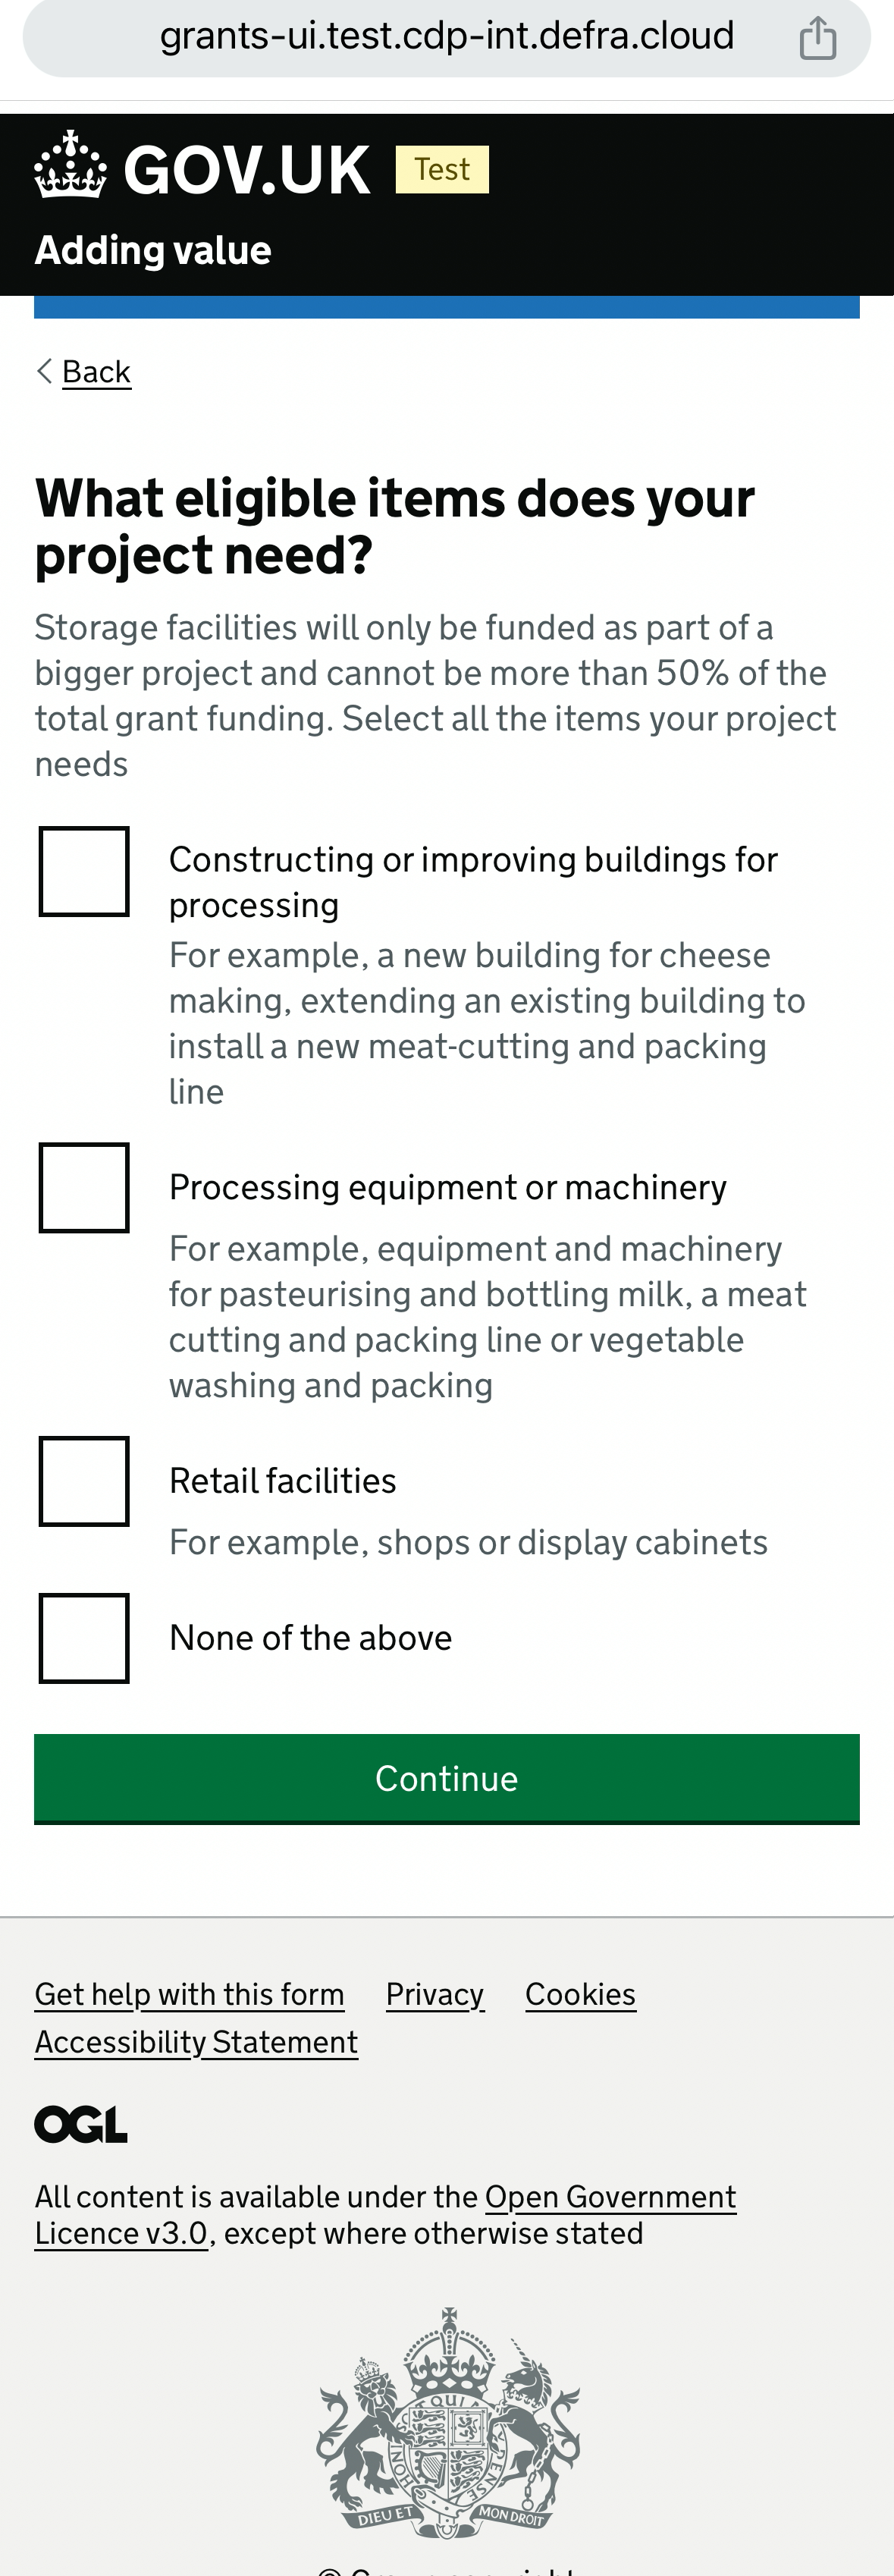 grants-ui.test.cdp-int.defra.cloud
GOV.UK Test
Adding value
Back
What eligible items does your
project need?
Storage facilities will only be funded as part of a
bigger project and cannot be more than 50% of the
total grant funding. Select all the items your project
needs
Constructing or improving buildings for
processing
For example, a new building for cheese
making, extending an existing building to
install a new meat-cutting and packing
line
Processing equipment or machinery
For example, equipment and machinery
for pasteurising and bottling milk, a meat
cutting and packing line or vegetable
washing and packing
Retail facilities
For example, shops or display cabinets
None of the above
Continue
Get help with this form Privacy Cookies
Accessibility Statement
OGL
All content is available under the Open Government
Licence v3.0, except where otherwise stated
DIEU ET MON DROIT